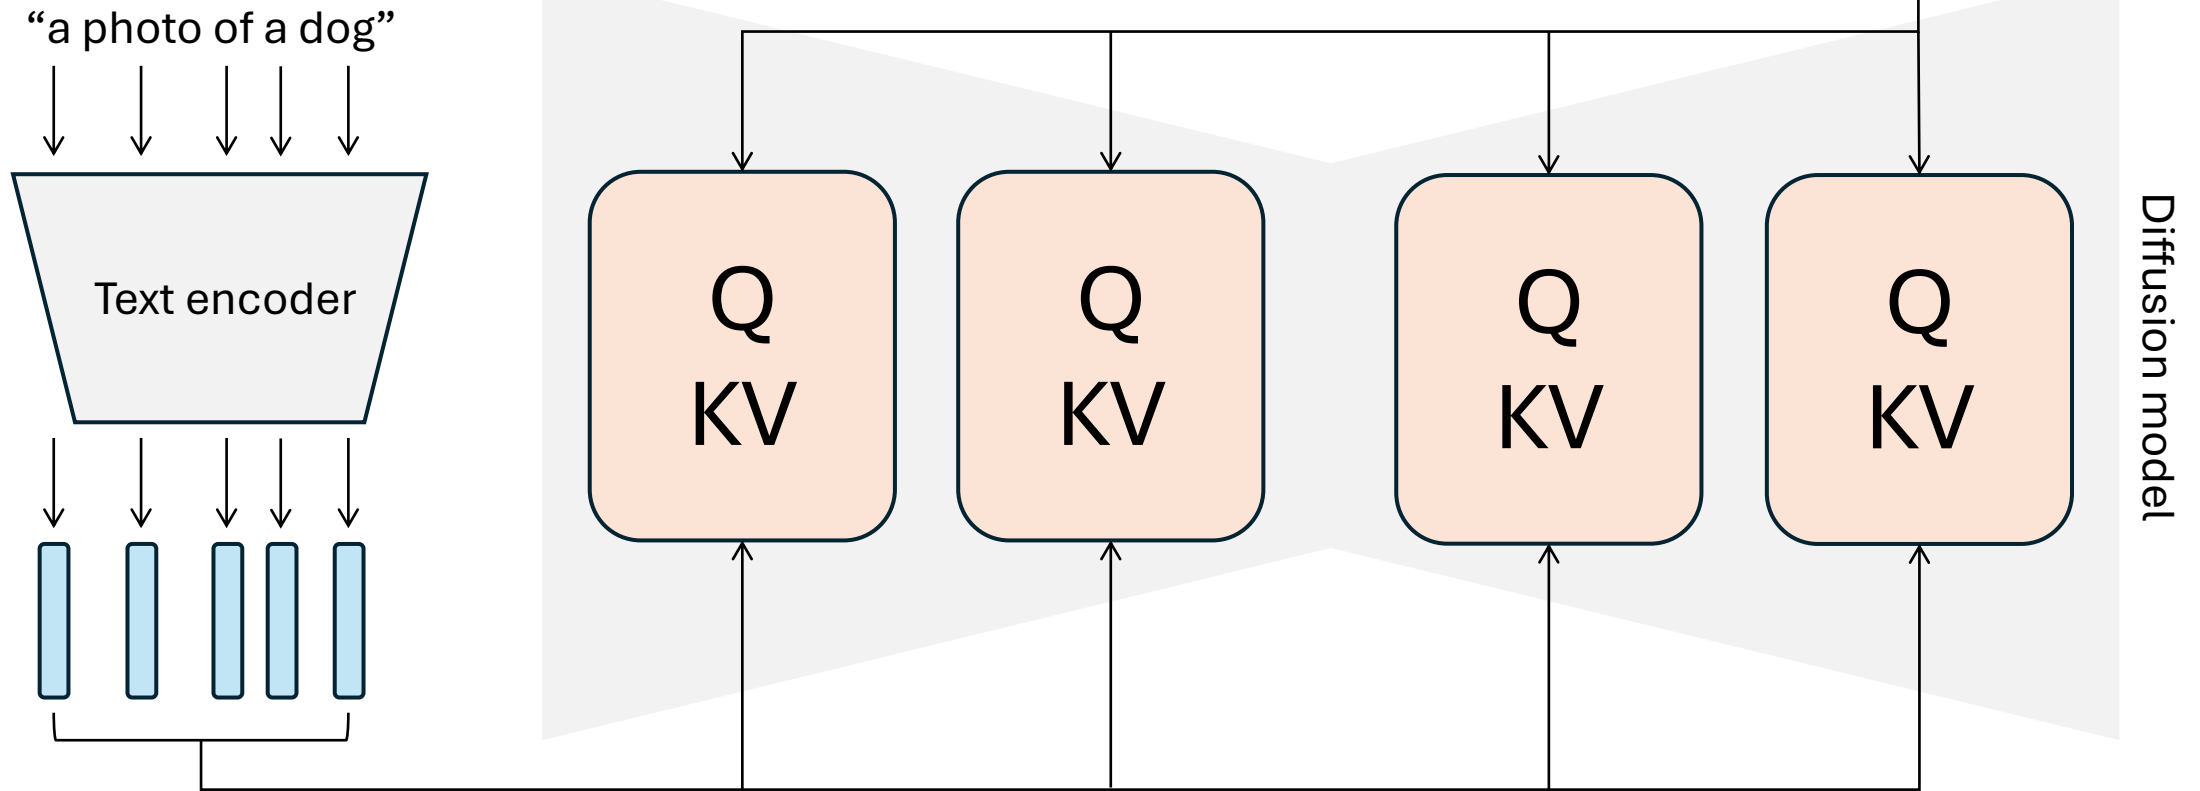 “a photo of a dog”
Text encoder
Q
KV
Q
KV
Q
KV
Q
KV
Diffusion model